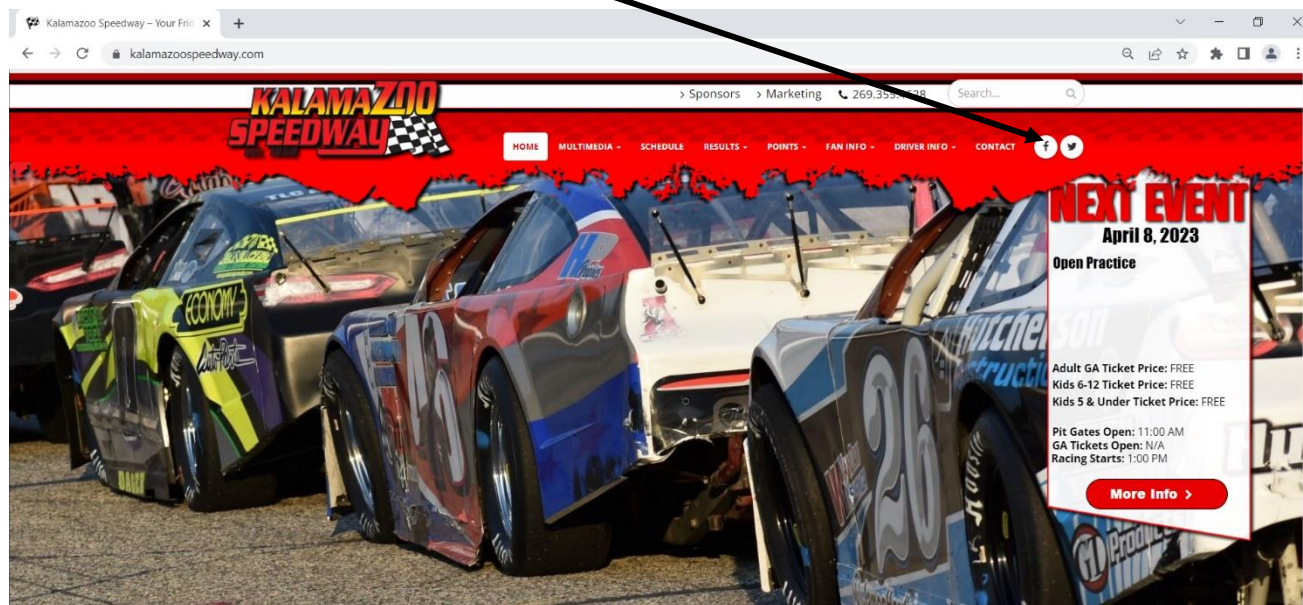 Kalamazoo Speedway – Your Frid
kalamazoospeedway.com
KALAMAZOO
SPEEDWAY
Sponsors
Marketing
Search...
HOME
MULTIMEDIA
SCHEDULE
RESULTS
POINTS
FAN INFO
DRIVER INFO
CONTACT
NEXT EVENT
April 8, 2023
Open Practice
Adult GA Ticket Price: FREE
Kids 6-12 Ticket Price: FREE
Kids 5 & Under Ticket Price: FREE
Pit Gates Open: 11:00 AM
GA Tickets Open: N/A
Racing Starts: 1:00 PM
More Info >
ECONOMY
Auto Parts
46
26
HOOSIER